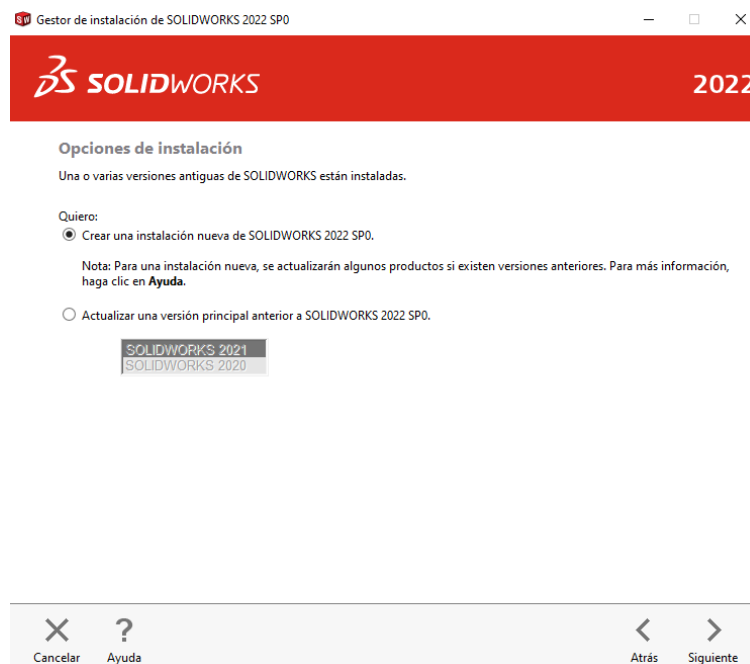 Gestor de instalación de SOLIDWORKS 2022 SP0
SOLIDWORKS
2022
Opciones de instalación
Una o varias versiones antiguas de SOLIDWORKS están instaladas.
Quiero:
Crear una instalación nueva de SOLIDWORKS 2022 SP0.
Nota: Para una instalación nueva, se actualizarán algunos productos si existen versiones anteriores. Para más información,
haga clic en Ayuda.
Actualizar una versión principal anterior a SOLIDWORKS 2022 SP0.
SOLIDWORKS 2021
SOLIDWORKS 2020
Cancelar Ayuda Atrás Siguiente